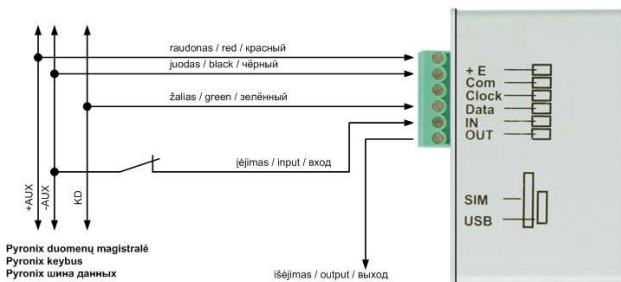 raudonas / red / красный
juodas / black / чёрный
žalias / green / зелённый
įėjimas / input / вход
išėjimas / output / выход
+AUX
-AUX
KD
Pyronix duomenų magistralė
Pyronix keybus
Pyronix шина данных
+ E
Com
Clock
Data
IN
OUT
SIM
USB